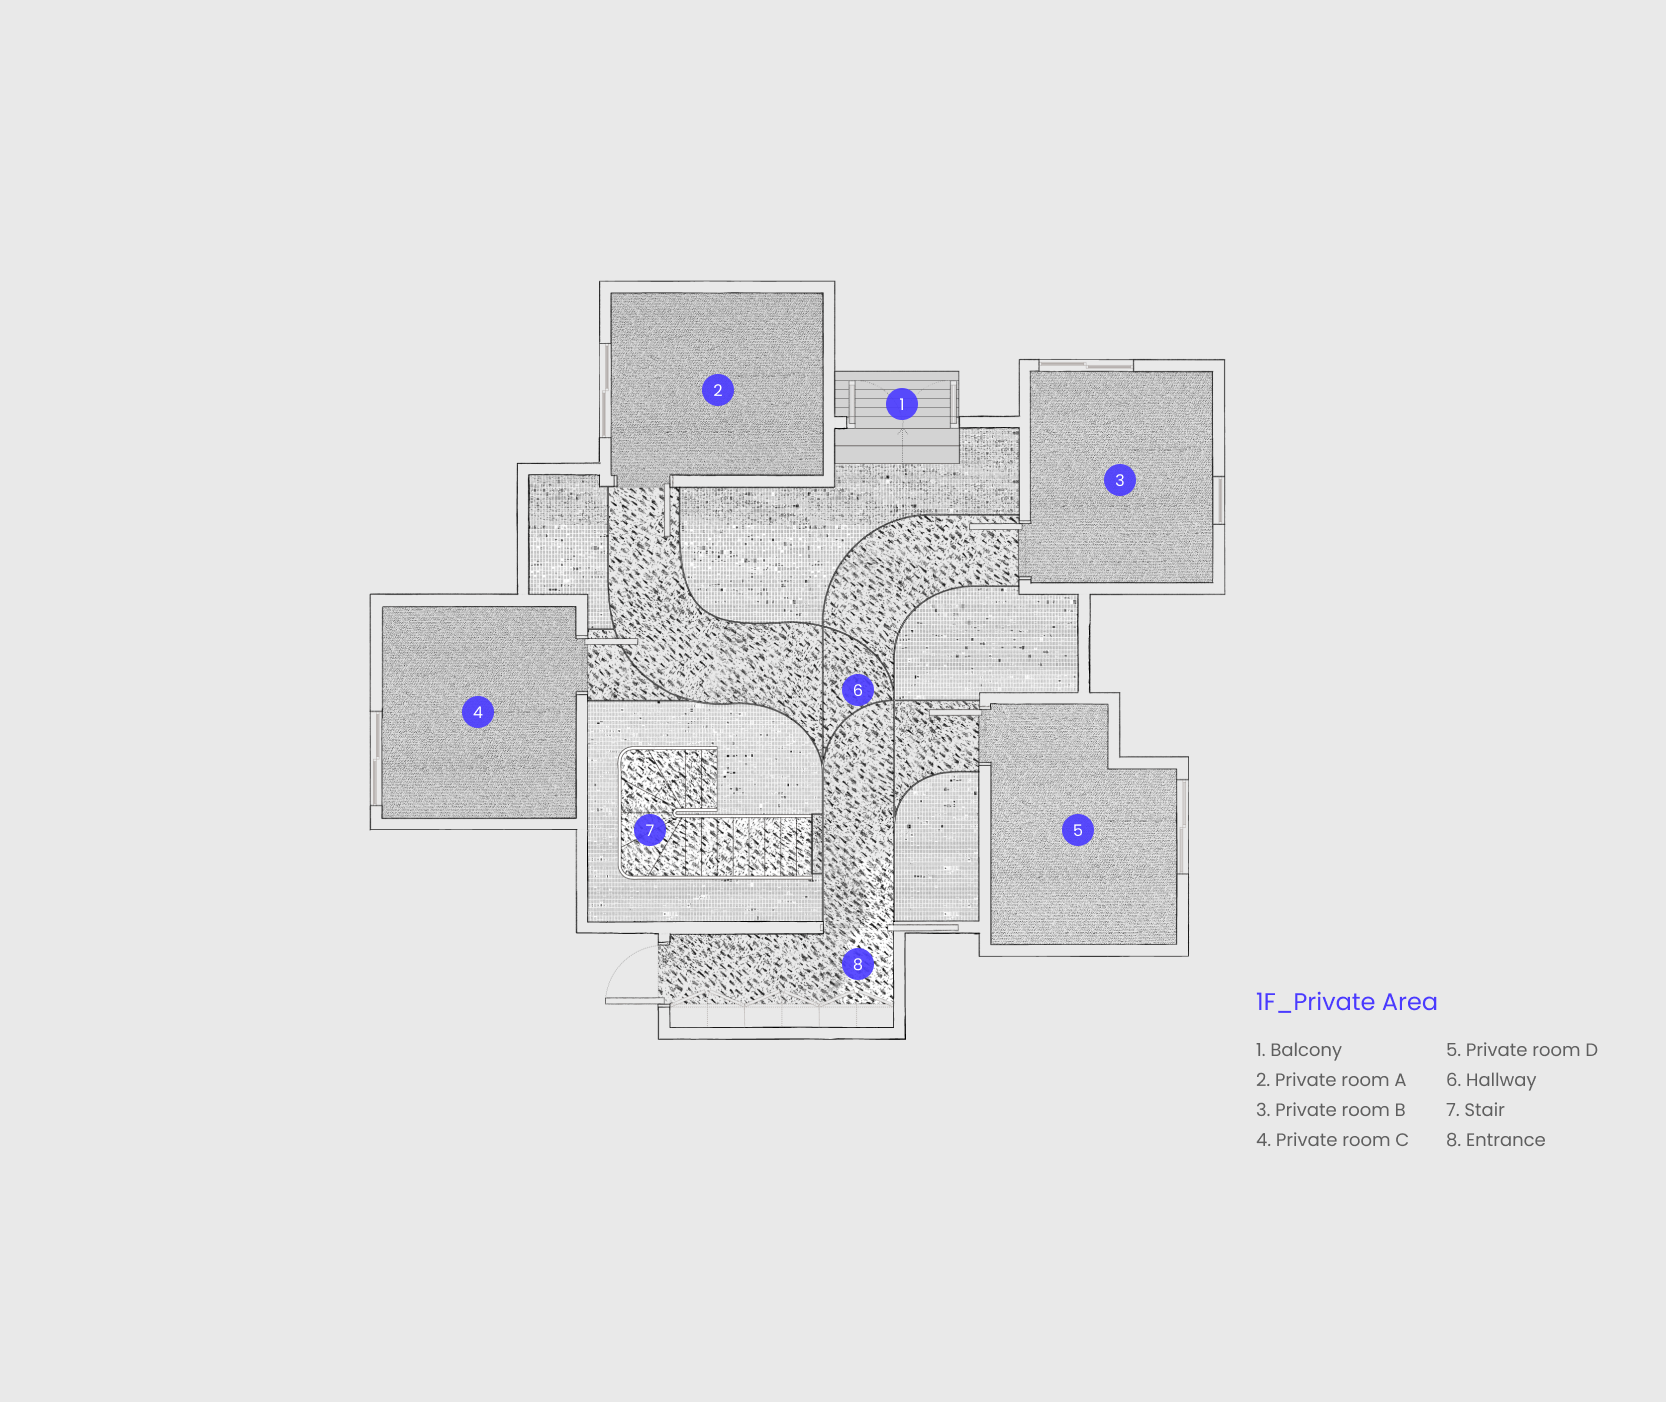 2
1
3
6
4
7
5
8
1F_Private Area
1. Balcony
2. Private room A
3. Private room B
4. Private room C
5. Private room D
6. Hallway
7. Stair
8. Entrance